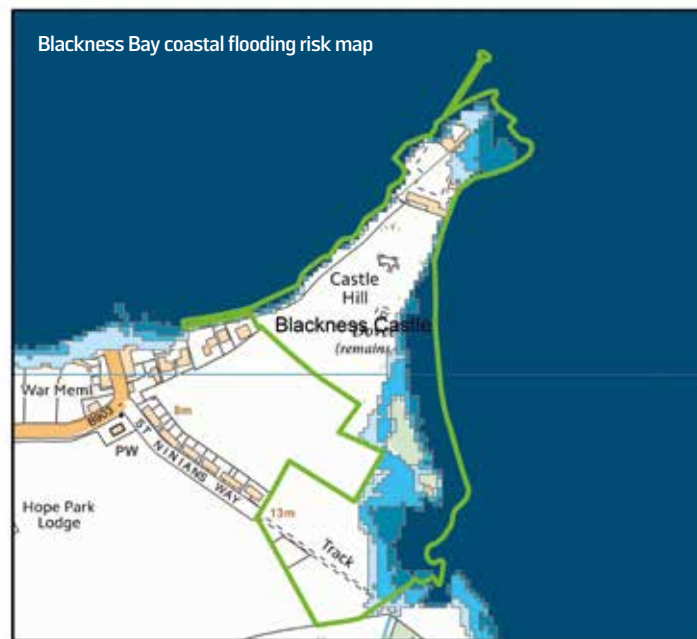 Blackness Bay coastal flooding risk map
Castle
Hill
Blackness Castle
(remains
War Meml
8m
B903
PW
ST NINIANS WAY
Hope Park
Lodge
13m
Track